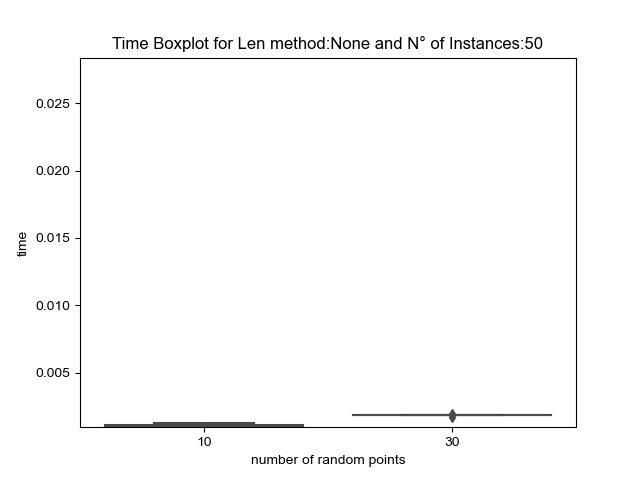 Time Boxplot for Len method:None and N° of Instances:50
0.025
0.020
0.015
0.010
0.005
time
10 30
number of random points